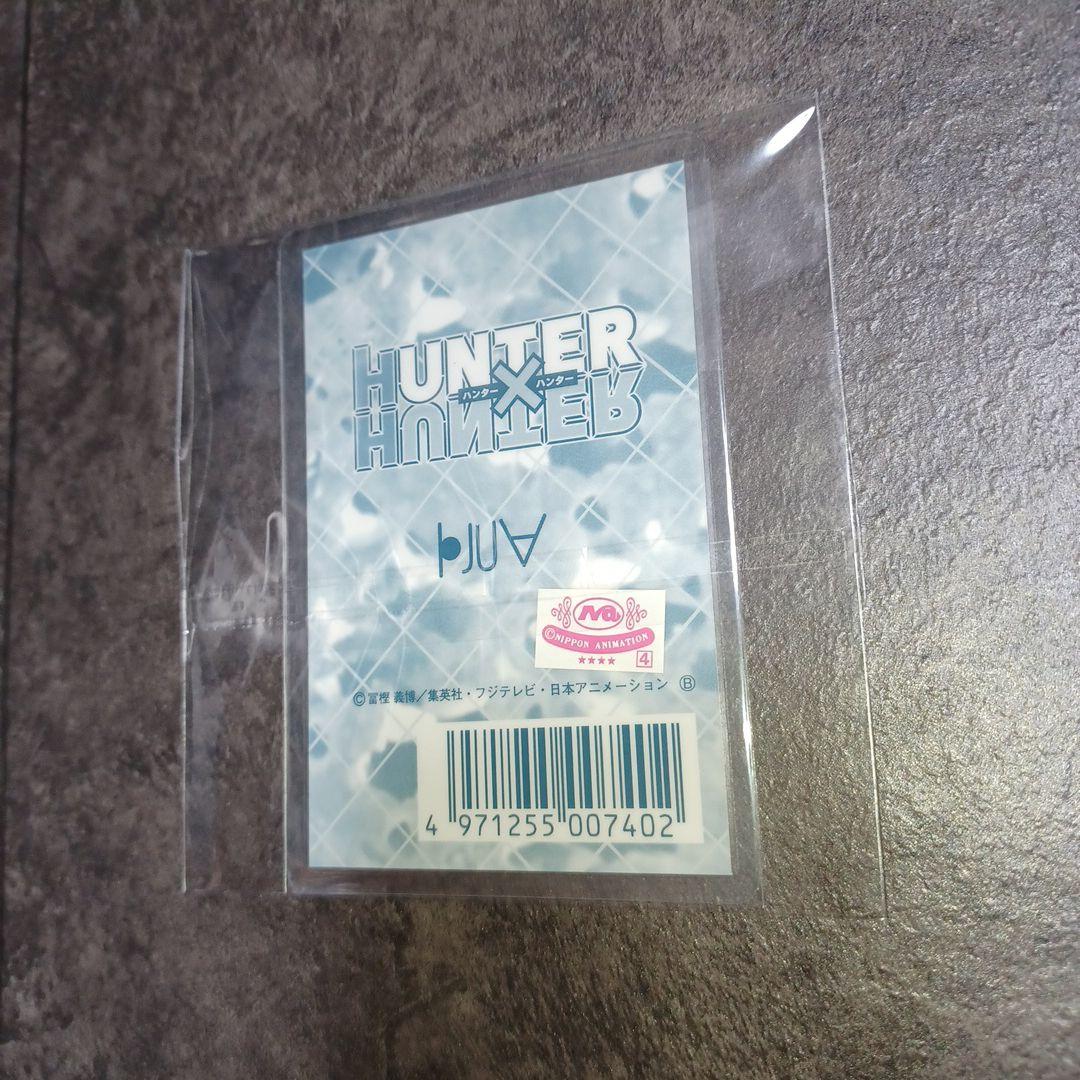 HUNTER
ハンター×ハンター
HUNTER
NA
©NIPPON ANIMATION
★★★★ 4
©冨樫 義博/集英社・フジテレビ・日本アニメーション Ⓑ
4 971255 007402